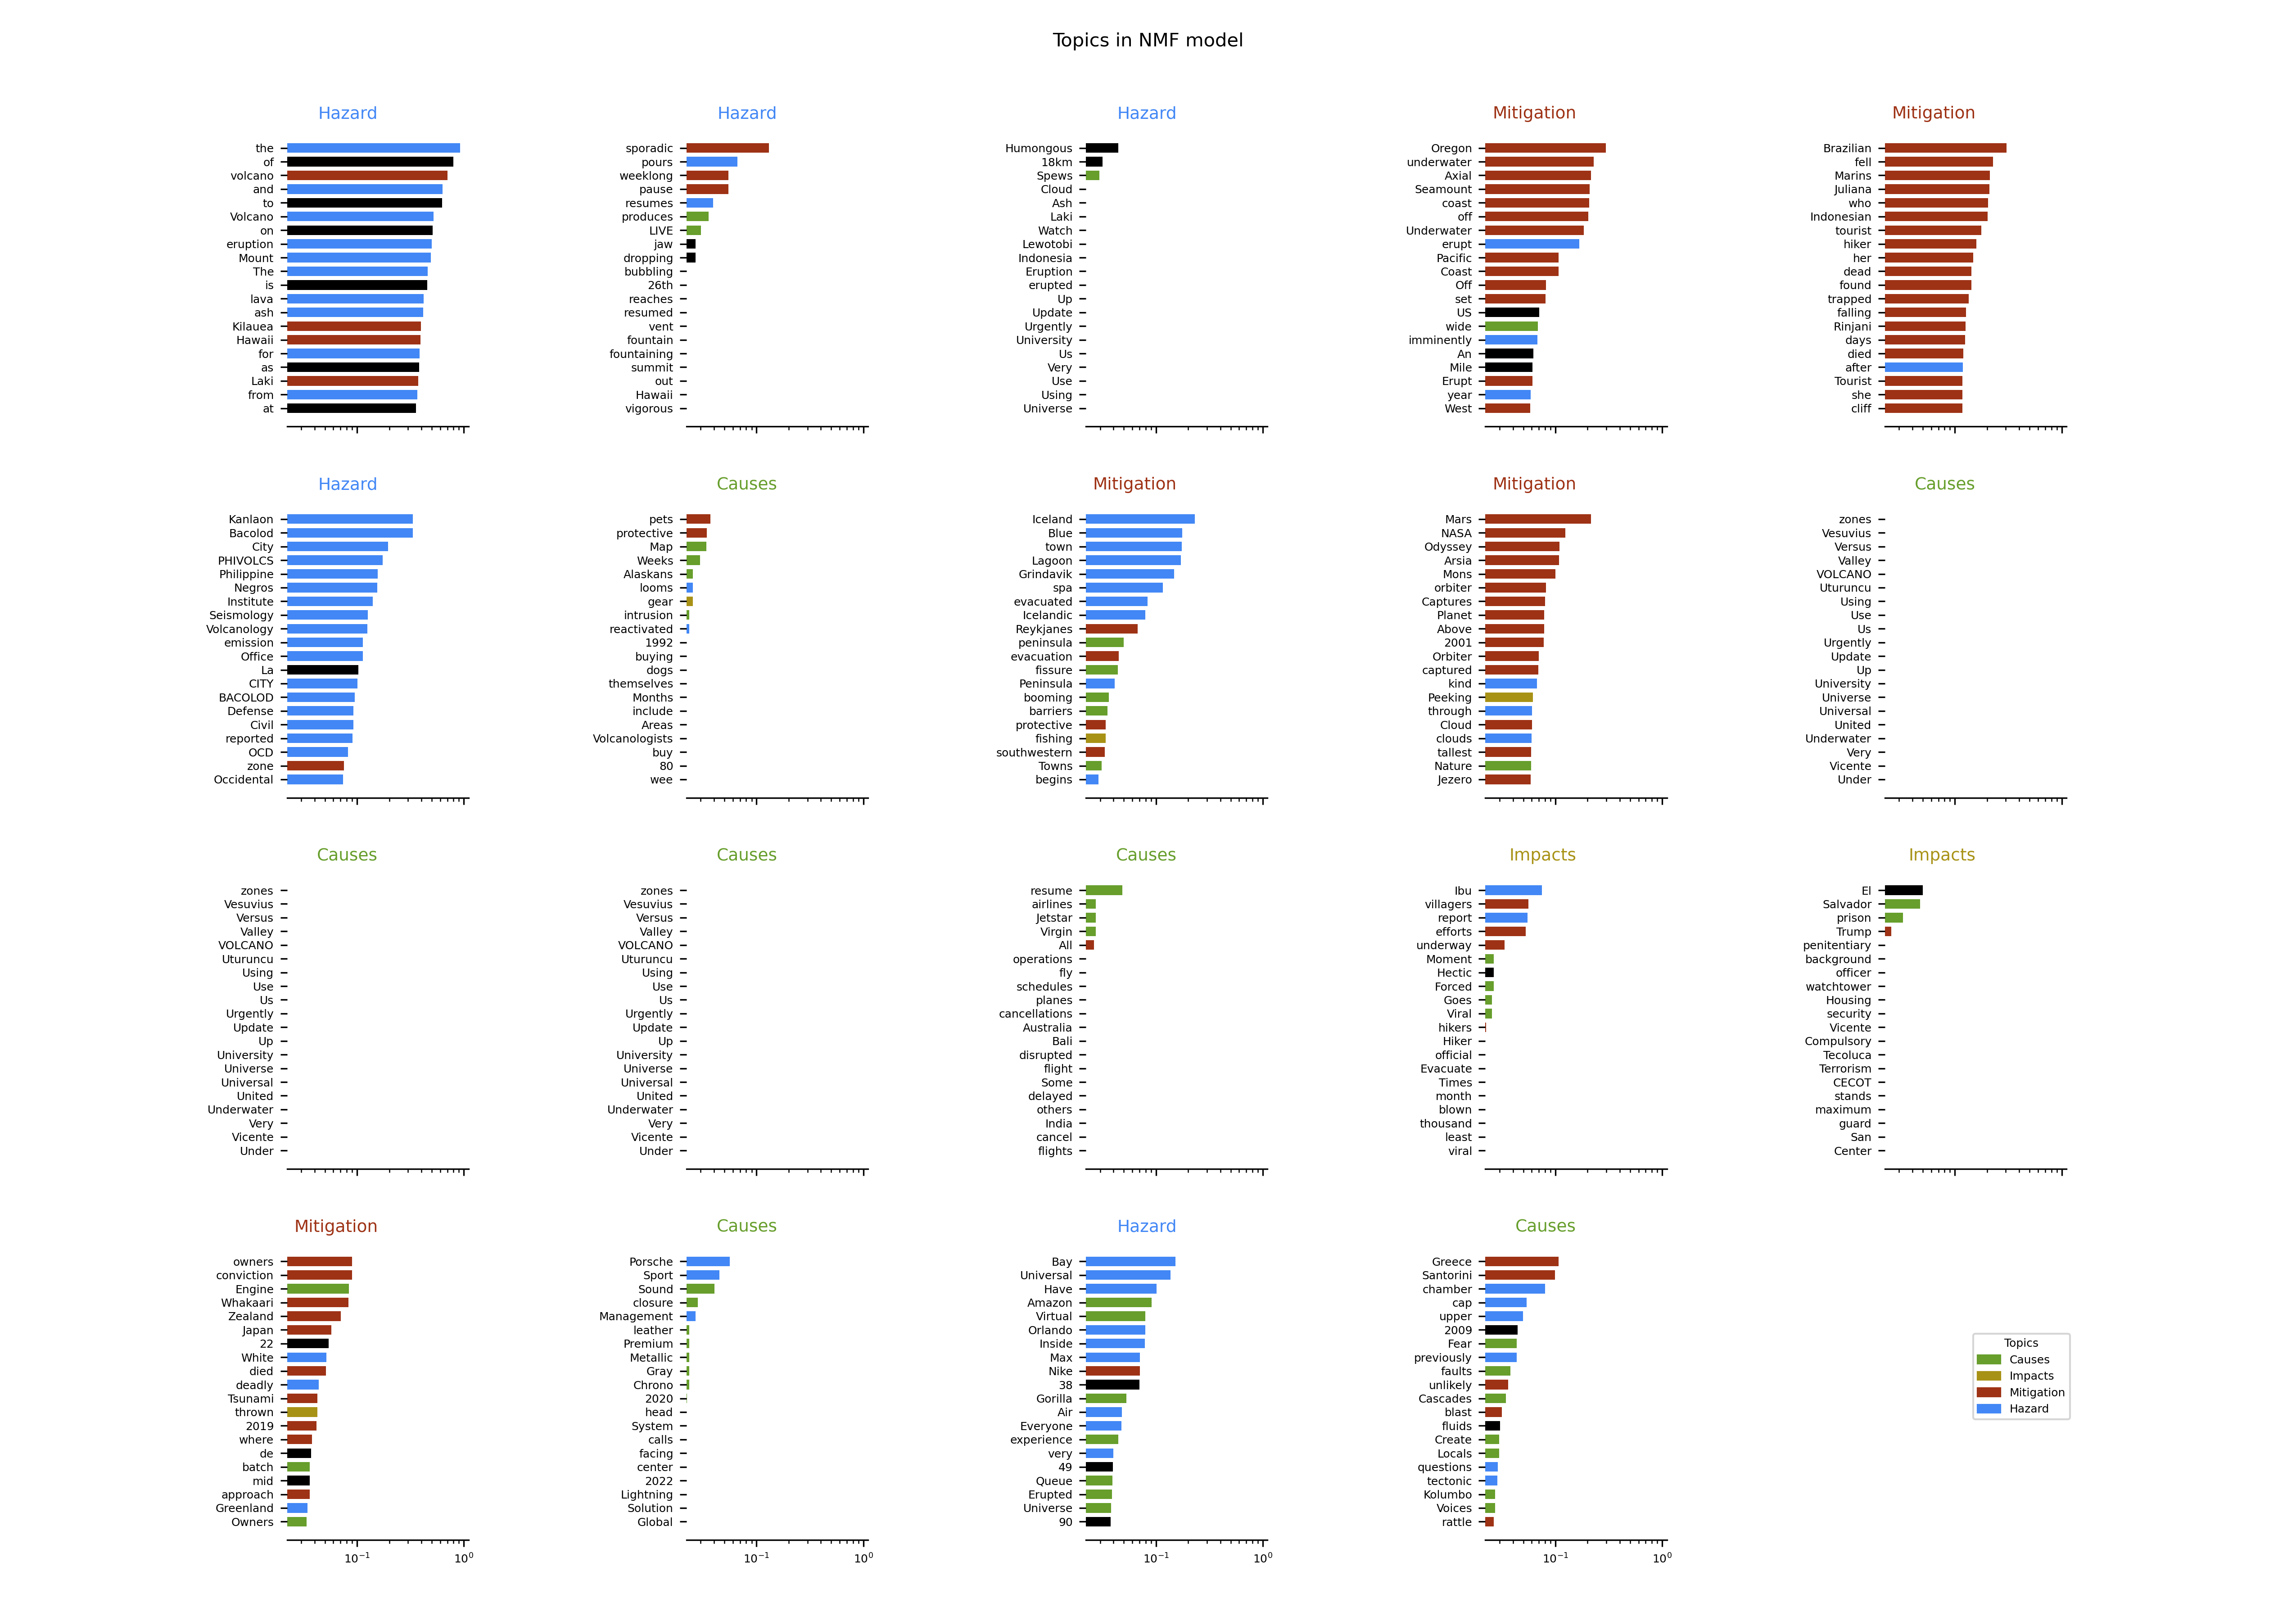 Topics in NMF model
Hazard
the
of
volcano
and
to
Volcano
on
eruption
Mount
The
is
lava
ash
Kilauea
Hawaii
for
as
Laki
from
at
Hazard
sporadic
pours
weeklong
pause
resumes
produces
LIVE
jaw
dropping
bubbling
26th
reaches
resumed
vent
fountain
fountaining
summit
out
Hawaii
vigorous
Hazard
Humongous
18km
Spews
Cloud
Ash
Laki
Watch
Lewotobi
Indonesia
Eruption
erupted
Up
Update
Urgently
University
Us
Very
Use
Using
Universe
Mitigation
Oregon
underwater
Axial
Seamount
coast
off
Underwater
erupt
Pacific
Coast
Off
set
US
wide
imminently
An
Mile
Erupt
year
West
Mitigation
Brazilian
fell
Marins
Juliana
who
Indonesian
tourist
hiker
her
dead
found
trapped
falling
Rinjani
days
died
after
Tourist
she
cliff
Hazard
Kanlaon
Bacolod
City
PHIVOLCS
Philippine
Negros
Institute
Seismology
Volcanology
emission
Office
La
CITY
BACOLOD
Defense
Civil
reported
OCD
zone
Occidental
Causes
pets
protective
Map
Weeks
Alaskans
looms
gear
intrusion
reactivated
1992
buying
dogs
themselves
Months
include
Areas
Volcanologists
buy
80
wee
Mitigation
Iceland
Blue
town
Lagoon
Grindavik
spa
evacuated
Icelandic
Reykjanes
peninsula
evacuation
fissure
Peninsula
booming
barriers
protective
fishing
southwestern
Towns
begins
Mitigation
Mars
NASA
Odyssey
Arsia
Mons
orbiter
Captures
Planet
Above
2001
Orbiter
captured
kind
Peeking
through
Cloud
clouds
tallest
Nature
Jezero
Causes
zones
Vesuvius
Versus
Valley
VOLCANO
Uturuncu
Using
Use
Us
Urgently
Update
Up
University
Universe
Universal
United
Underwater
Very
Vicente
Under
Causes
zones
Vesuvius
Versus
Valley
VOLCANO
Uturuncu
Using
Use
Us
Urgently
Update
Up
University
Universe
Universal
United
Underwater
Very
Vicente
Under
Causes
zones
Vesuvius
Versus
Valley
VOLCANO
Uturuncu
Using
Use
Us
Urgently
Update
Up
University
Universe
Universal
United
Underwater
Very
Vicente
Under
Causes
resume
airlines
Jetstar
Virgin
All
operations
fly
schedules
planes
cancellations
Australia
Bali
disrupted
flight
Some
delayed
others
India
cancel
flights
Impacts
Ibu
villagers
report
efforts
underway
Moment
Hectic
Forced
Goes
Viral
hikers
Hiker
official
Evacuate
Times
month
blown
thousand
least
viral
Impacts
El
Salvador
prison
Trump
penitentiary
background
officer
watchtower
Housing
security
Vicente
Compulsory
Tecoluca
Terrorism
CECOT
stands
maximum
guard
San
Center
Mitigation
owners
conviction
Engine
Whakaari
Zealand
Japan
22
White
died
deadly
Tsunami
thrown
2019
where
de
batch
mid
approach
Greenland
Owners
10⁻¹ 10⁰
Causes
Porsche
Sport
Sound
closure
Management
leather
Premium
Metallic
Gray
Chrono
2020
head
System
calls
facing
center
2022
Lightning
Solution
Global
10⁻¹ 10⁰
Hazard
Bay
Universal
Have
Amazon
Virtual
Orlando
Inside
Max
Nike
38
Gorilla
Air
Everyone
experience
very
49
Queue
Erupted
Universe
90
10⁻¹ 10⁰
Causes
Greece
Santorini
chamber
cap
upper
2009
Fear
previously
faults
unlikely
Cascades
blast
fluids
Create
Locals
questions
tectonic
Kolumbo
Voices
rattle
10⁻¹ 10⁰
Topics
Causes
Impacts
Mitigation
Hazard